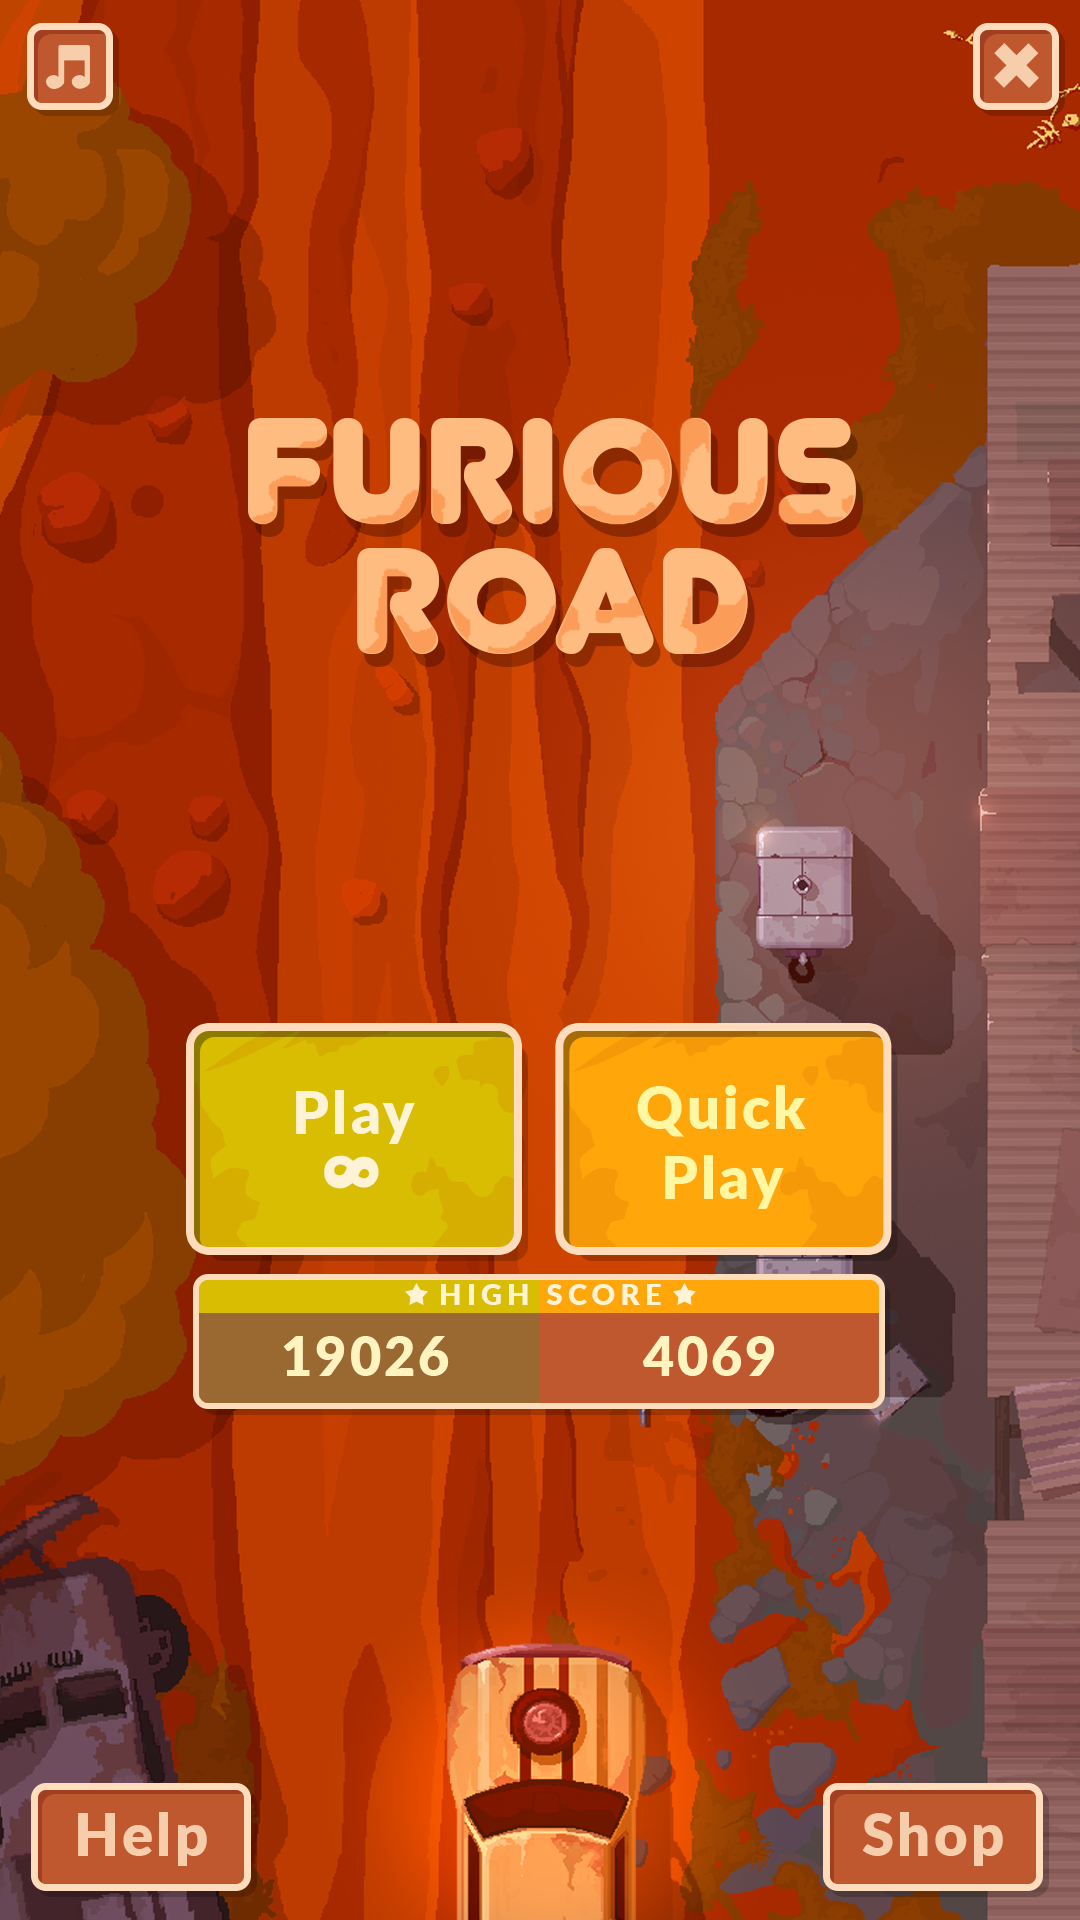 FURIOUS
ROAD
Play
∞
Quick
Play
★ HIGH SCORE ★
19026 4069
Help Shop